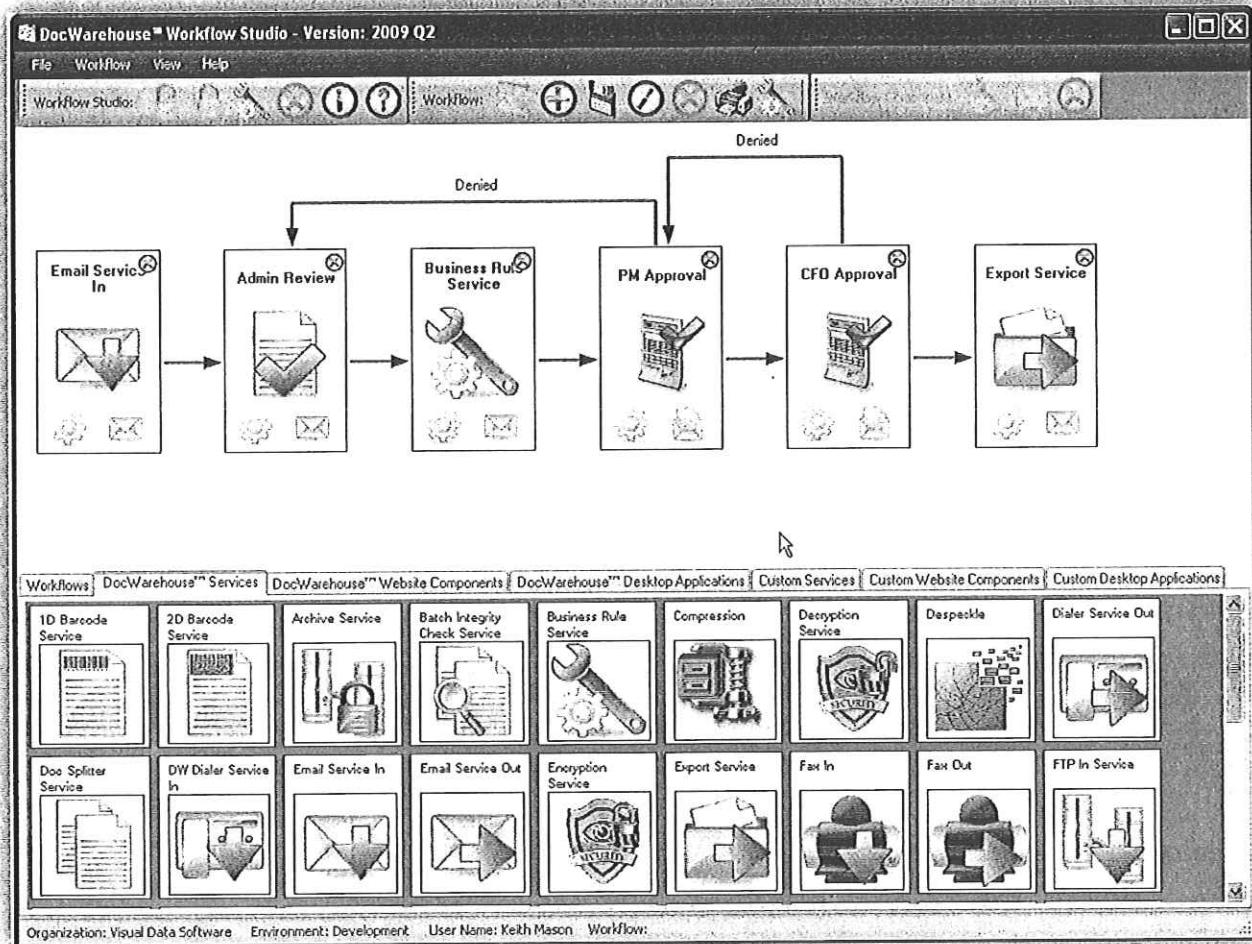 DocWarehouse™ Workflow Studio - Version: 2009 Q2
File Workflow View Help
Workflow Studio:
Workflow:
Denied
Denied
Email Service In
Admin Review
Business Rule Service
PM Approval
CFO Approval
Export Service
Workflows DocWarehouse™ Services DocWarehouse™ Website Components DocWarehouse™ Desktop Applications Custom Services Custom Website Components Custom Desktop Applications
1D Barcode Service
2D Barcode Service
Archive Service
Batch Integrity Check Service
Business Rule Service
Compression
Decryption Service
SECURITY
Despeckle
Dialer Service Out
Doc Splitter Service
DW Dialer Service In
Email Service In
Email Service Out
Encryption Service
SECURITY
Export Service
Fax In
Fax Out
FTP In Service
Organization: Visual Data Software Environment: Development User Name: Keith Mason Workflow: